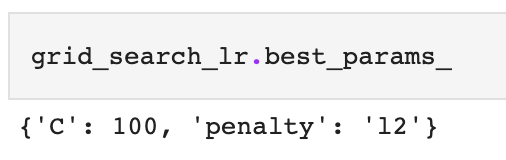 grid_search_lr.best_params_
{'C': 100, 'penalty': 'l2'}